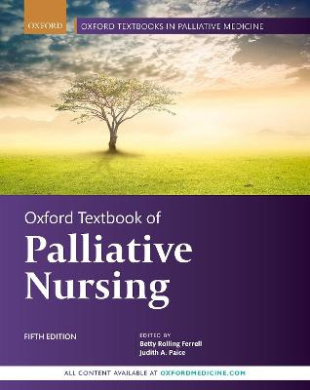 OXFORD
OXFORD TEXTBOOKS IN PALLIATIVE MEDICINE
Oxford Textbook of
Palliative
Nursing
FIFTH EDITION
EDITED BY
Betty Rolling Ferrell
Judith A. Paice
ALL CONTENT AVAILABLE AT OXFORDMEDICINE.COM